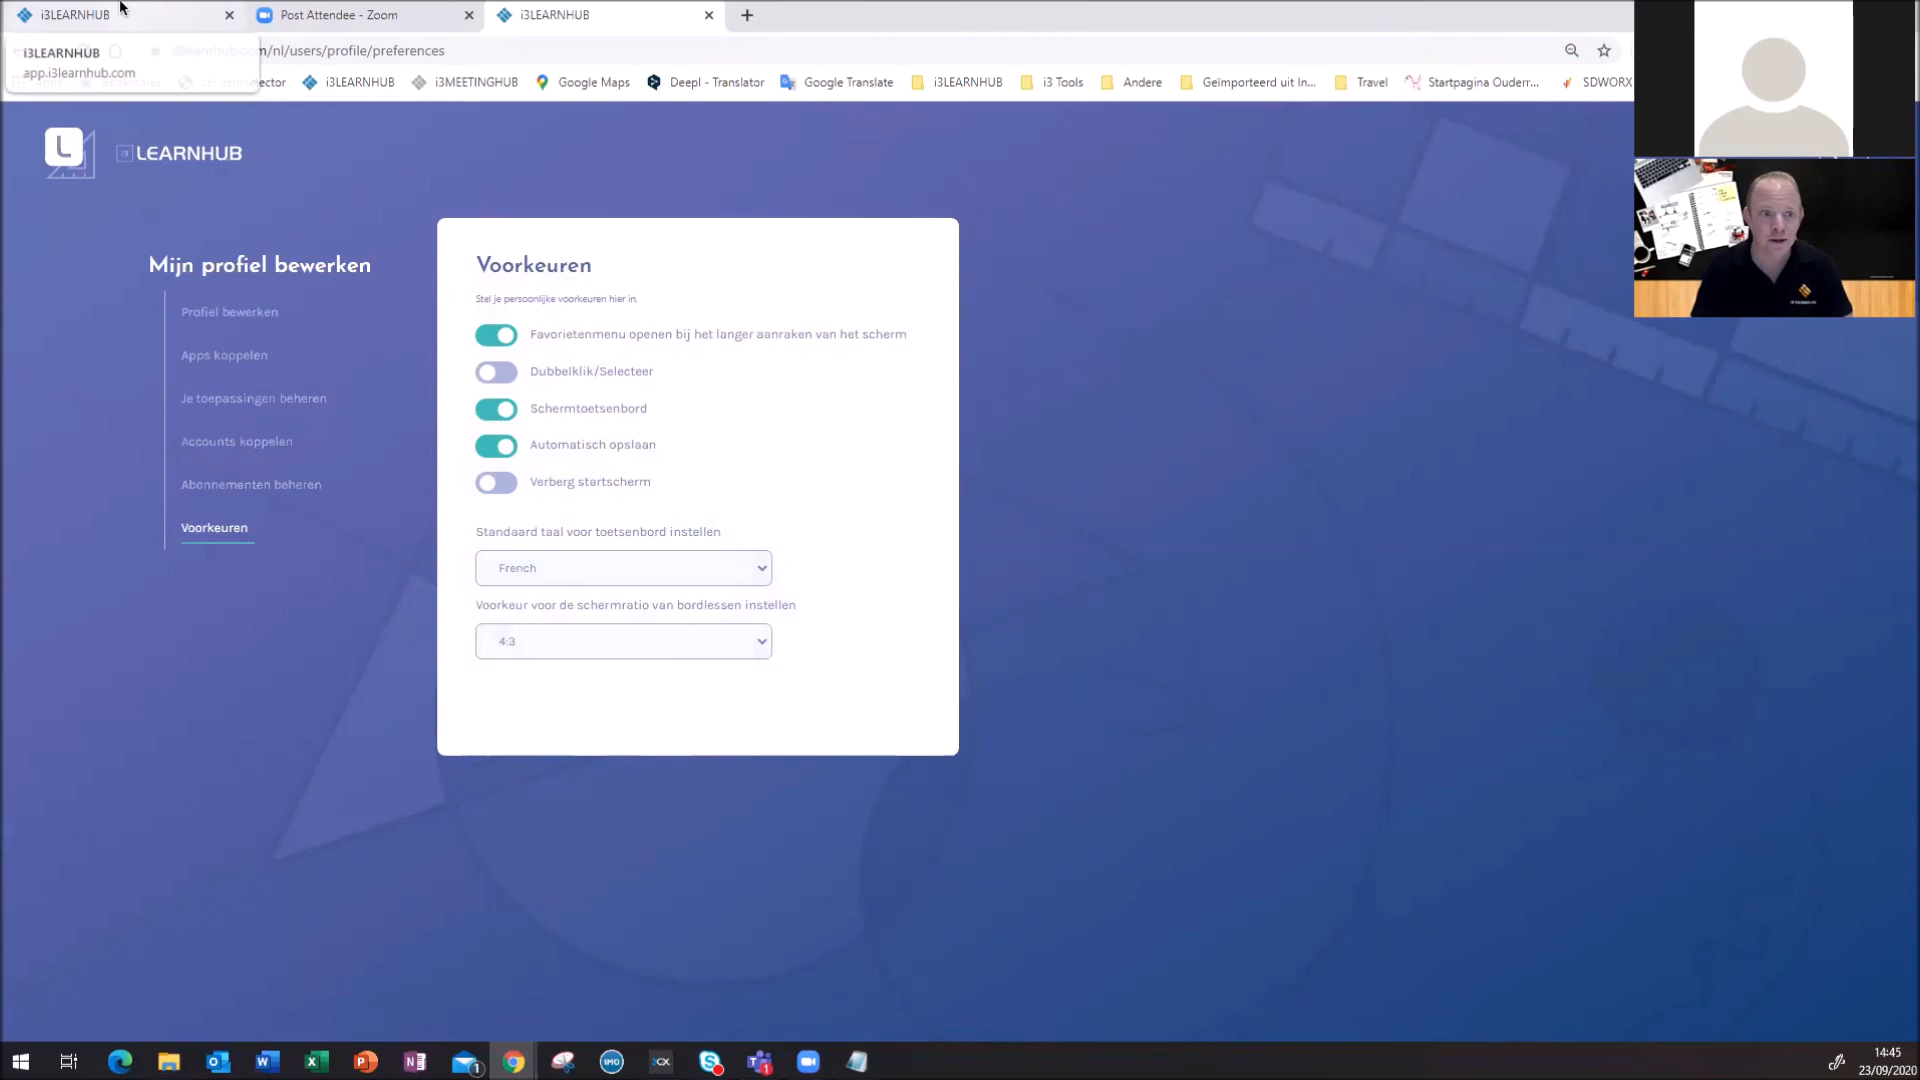 i3LEARNHUB
Post Attendee - Zoom
i3LEARNHUB
i3LEARNHUB
app.i3learnhub.com
m/nl/users/profile/preferences
i3LEARNHUB
i3MEETINGHUB
Google Maps
Deepl - Translator
Google Translate
i3LEARNHUB
i3 Tools
Andere
Geïmporteerd uit In...
Travel
Startpagina Ouderr...
SDWORX
L
i3 LEARNHUB
Mijn profiel bewerken
Profiel bewerken
Apps koppelen
Je toepassingen beheren
Accounts koppelen
Abonnementen beheren
Voorkeuren
Voorkeuren
Stel je persoonlijke voorkeuren hier in.
Favorietenmenu openen bij het langer aanraken van het scherm
Dubbelklik/Selecteer
Schermtoetsenbord
Automatisch opslaan
Verberg startscherm
Standaard taal voor toetsenbord instellen
French
Voorkeur voor de schermratio van bordlessen instellen
4:3
14:45
23/09/2020